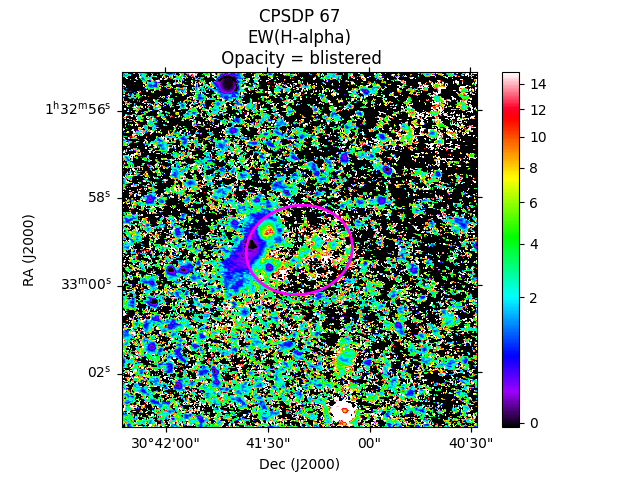 CPSDP 67
EW(H-alpha)
Opacity = blistered
1ʰ32ᵐ56ˢ
58ˢ
33ᵐ00ˢ
02ˢ
RA (J2000)
30°42'00"
41'30"
00"
40'30"
Dec (J2000)
14
12
10
8
6
4
2
0